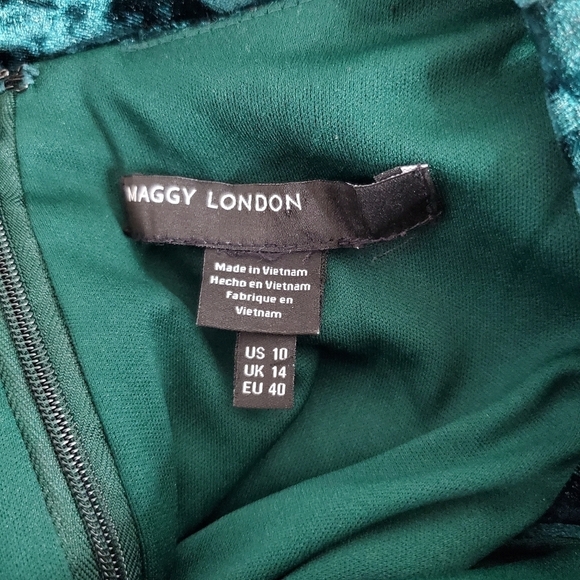 MAGGY LONDON
Made in Vietnam
Hecho en Vietnam
Fabrique en
Vietnam
US 10
UK 14
EU 40